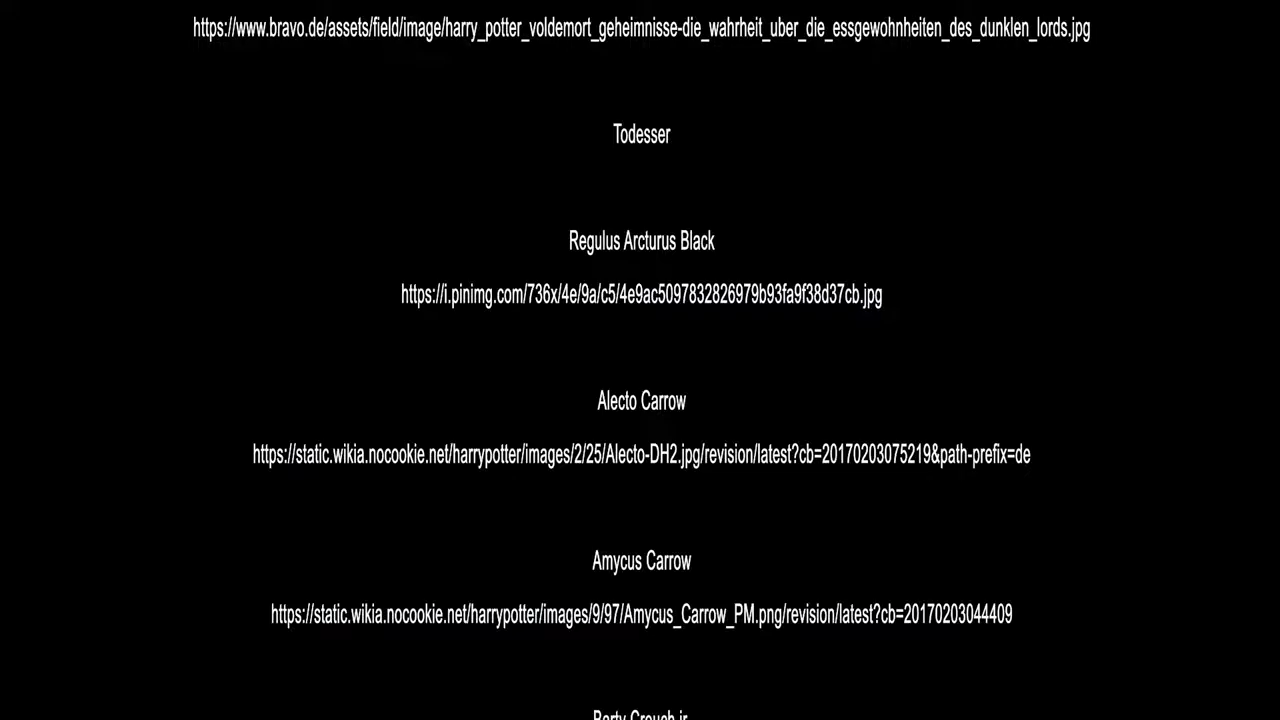 https://www.bravo.de/assets/field/image/harry_potter_voldemort_geheimnisse-die_wahrheit_uber_die_essgewohnheiten_des_dunklen_lords.jpg
Todesser
Regulus Arcturus Black
https://i.pinimg.com/736x/4e/9a/c5/4e9ac5097832826979b93fa9f38d37cb.jpg
Alecto Carrow
https://static.wikia.nocookie.net/harrypotter/images/2/25/Alecto-DH2.jpg/revision/latest?cb=20170203075219&path-prefix=de
Amycus Carrow
https://static.wikia.nocookie.net/harrypotter/images/9/97/Amycus_Carrow_PM.png/revision/latest?cb=20170203044409
Barty Crouch jr